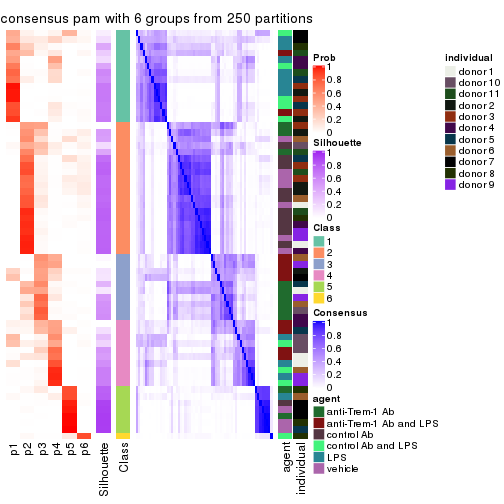 consensus pam with 6 groups from 250 partitions
Prob
1
0.8
0.6
0.4
0.2
0
Silhouette
1
0.8
0.6
0.4
0.2
0
Class
1
2
3
4
5
6
Consensus
1
0.8
0.6
0.4
0.2
0
agent
anti-Trem-1 Ab
anti-Trem-1 Ab and LPS
control Ab
control Ab and LPS
LPS
vehicle
individual
donor 1
donor 10
donor 11
donor 2
donor 3
donor 4
donor 5
donor 6
donor 7
donor 8
donor 9
p1
p2
p3
p4
p5
p6
Silhouette
Class
agent
individual